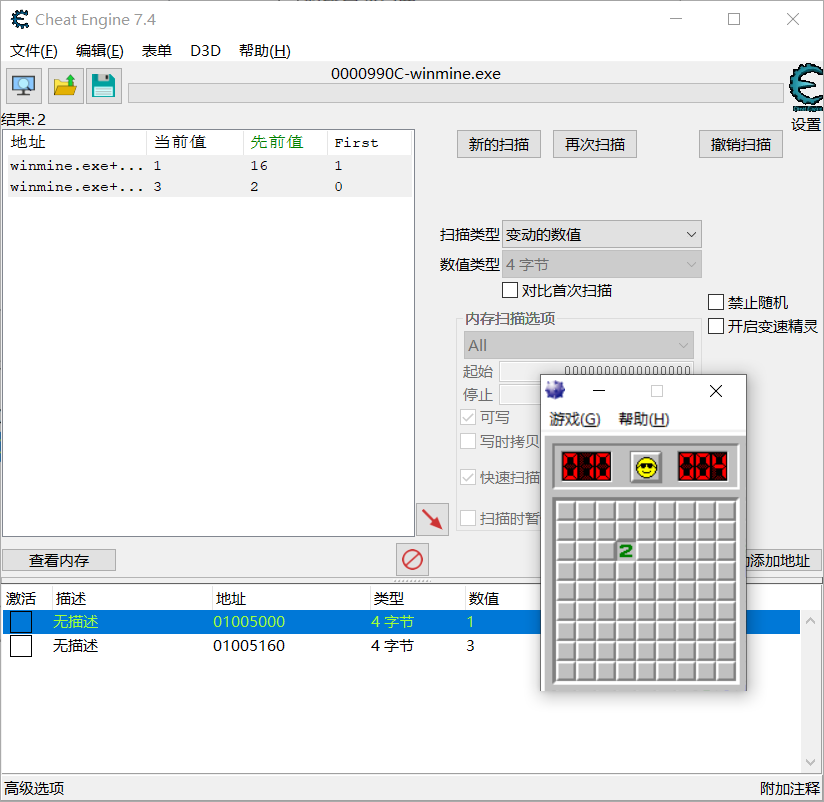 Cheat Engine 7.4
文件(F) 编辑(E) 表单 D3D 帮助(H)
0000990C-winmine.exe
设置
结果:2
地址 当前值 先前值 First
winmine.exe+... 1 16 1
winmine.exe+... 3 2 0
新的扫描 再次扫描 撤销扫描
扫描类型 变动的数值
数值类型 4 字节
对比首次扫描
禁止随机
开启变速精灵
内存扫描选项
All
起始 0000000000000000
停止
可写
写时拷贝
快速扫描
扫描时暂
游戏(G) 帮助(H)
010 004
2
查看内存
添加地址
激活 描述 地址 类型 数值
无描述 01005000 4 字节 1
无描述 01005160 4 字节 3
高级选项 附加注释